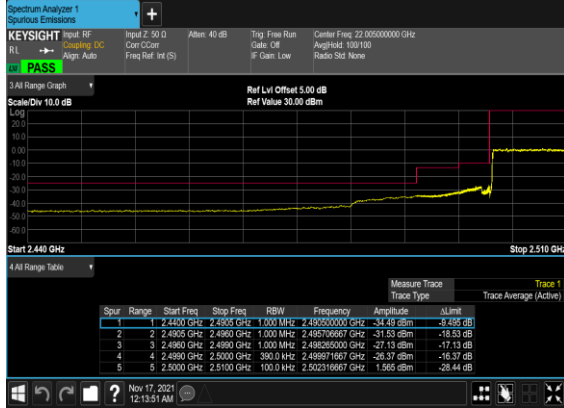 Spectrum Analyzer 1
Spurious Emissions
+
KEYSIGHT
RL
PASS
Input: RF
Coupling: DC
Align: Auto
Input Z: 50 Ω
Corr CCorr
Freq Ref: Int (S)
Atten: 40 dB
Trig: Free Run
Gate: Off
IF Gain: Low
Center Freq: 22.005000000 GHz
Avg|Hold: 100/100
Radio Std: None
3 All Range Graph
Scale/Div 10.0 dB
Ref Lvl Offset 5.00 dB
Ref Value 30.00 dBm
Log
20.0
10.0
0.00
-10.0
-20.0
-30.0
-40.0
-50.0
-60.0
Start 2.440 GHz
Stop 2.510 GHz
4 All Range Table
Measure Trace Trace 1
Trace Type Trace Average (Active)
Spur Range Start Freq Stop Freq RBW Frequency Amplitude ΔLimit
1 1 2.4400 GHz 2.4905 GHz 1.000 MHz 2.490500000 GHz -34.49 dBm -9.495 dB
2 2 2.4905 GHz 2.4960 GHz 1.000 MHz 2.495706667 GHz -31.53 dBm -18.53 dB
3 3 2.4960 GHz 2.4990 GHz 1.000 MHz 2.498265000 GHz -27.13 dBm -17.13 dB
4 4 2.4990 GHz 2.5000 GHz 390.0 kHz 2.499971667 GHz -26.37 dBm -16.37 dB
5 5 2.5000 GHz 2.5100 GHz 100.0 kHz 2.502316667 GHz 1.565 dBm -28.44 dB
?
Nov 17, 2021
12:13:51 AM